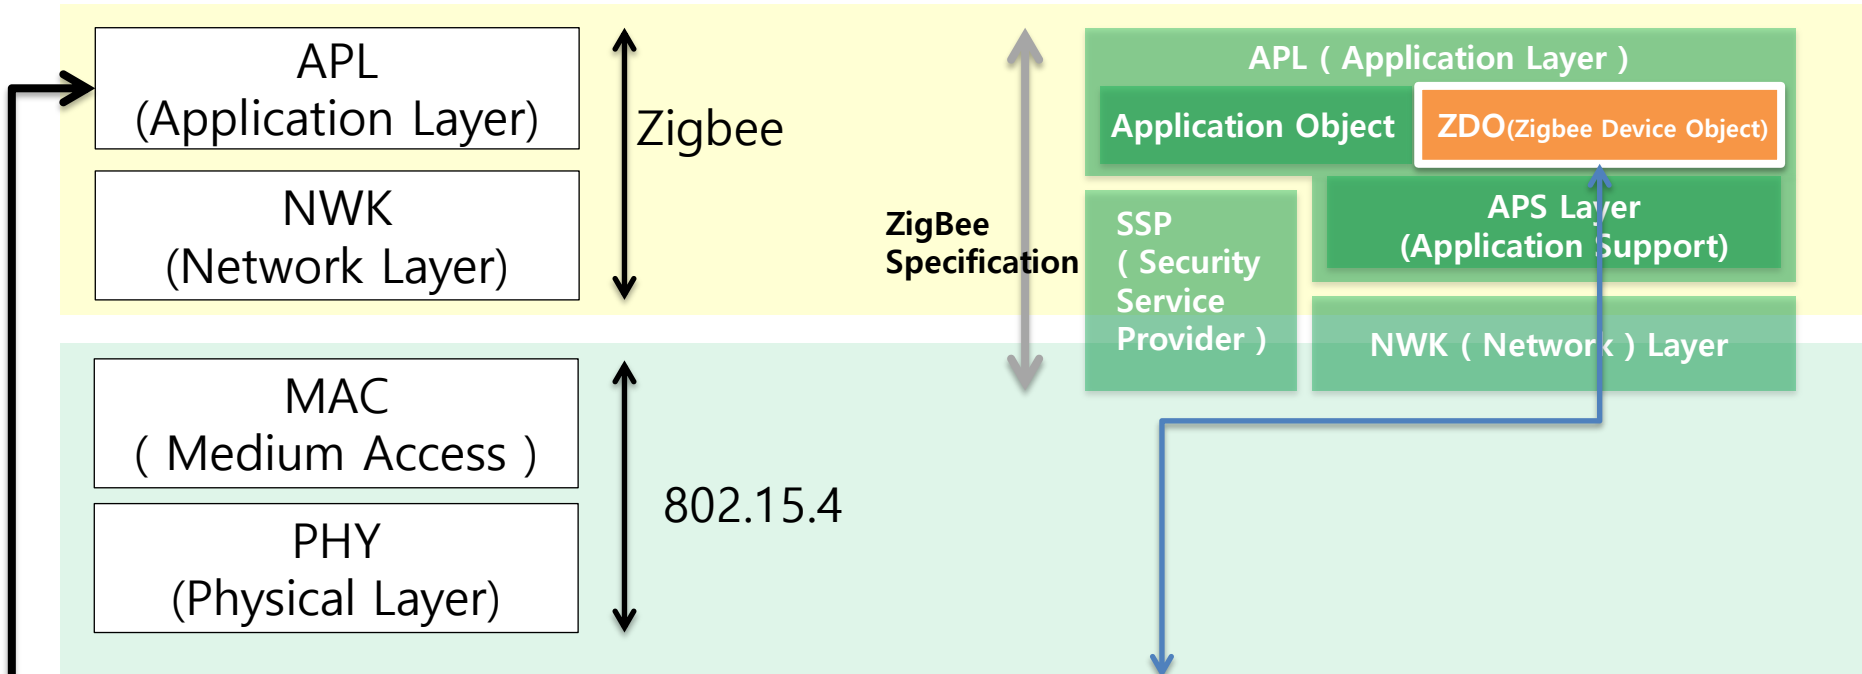 APL
(Application Layer)
NWK
(Network Layer)
Zigbee
MAC
( Medium Access )
PHY
(Physical Layer)
802.15.4
ZigBee
Specification
APL ( Application Layer )
Application Object
ZDO(Zigbee Device Object)
APS Layer
(Application Support)
SSP
( Security
Service
Provider )
NWK ( Network ) Layer